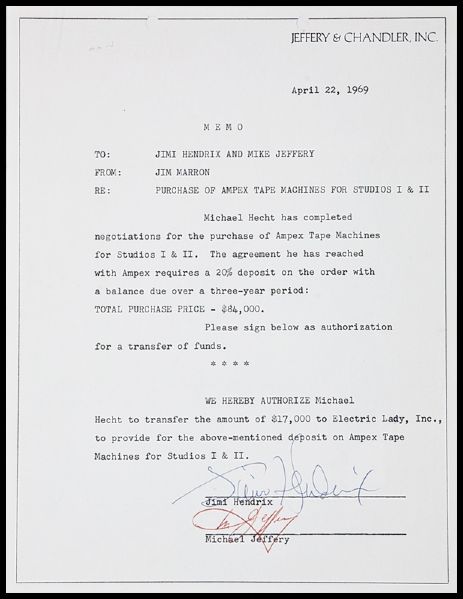 JEFFERY & CHANDLER, INC.
April 22, 1969
M E M O
TO: JIMI HENDRIX AND MIKE JEFFERY
FROM: JIM MARRON
RE: PURCHASE OF AMPEX TAPE MACHINES FOR STUDIOS I & II
Michael Hecht has completed
negotiations for the purchase of Ampex Tape Machines
for Studios I & II. The agreement he has reached
with Ampex requires a 20% deposit on the order with
a balance due over a three-year period:
TOTAL PURCHASE PRICE - $84,000.
Please sign below as authorization
for a transfer of funds.
* * * *
WE HEREBY AUTHORIZE Michael
Hecht to transfer the amount of $17,000 to Electric Lady, Inc.,
to provide for the above-mentioned deposit on Ampex Tape
Machines for Studios I & II.
Jimi Hendrix
Jimi Hendrix
Jeffery
Michael Jeffery